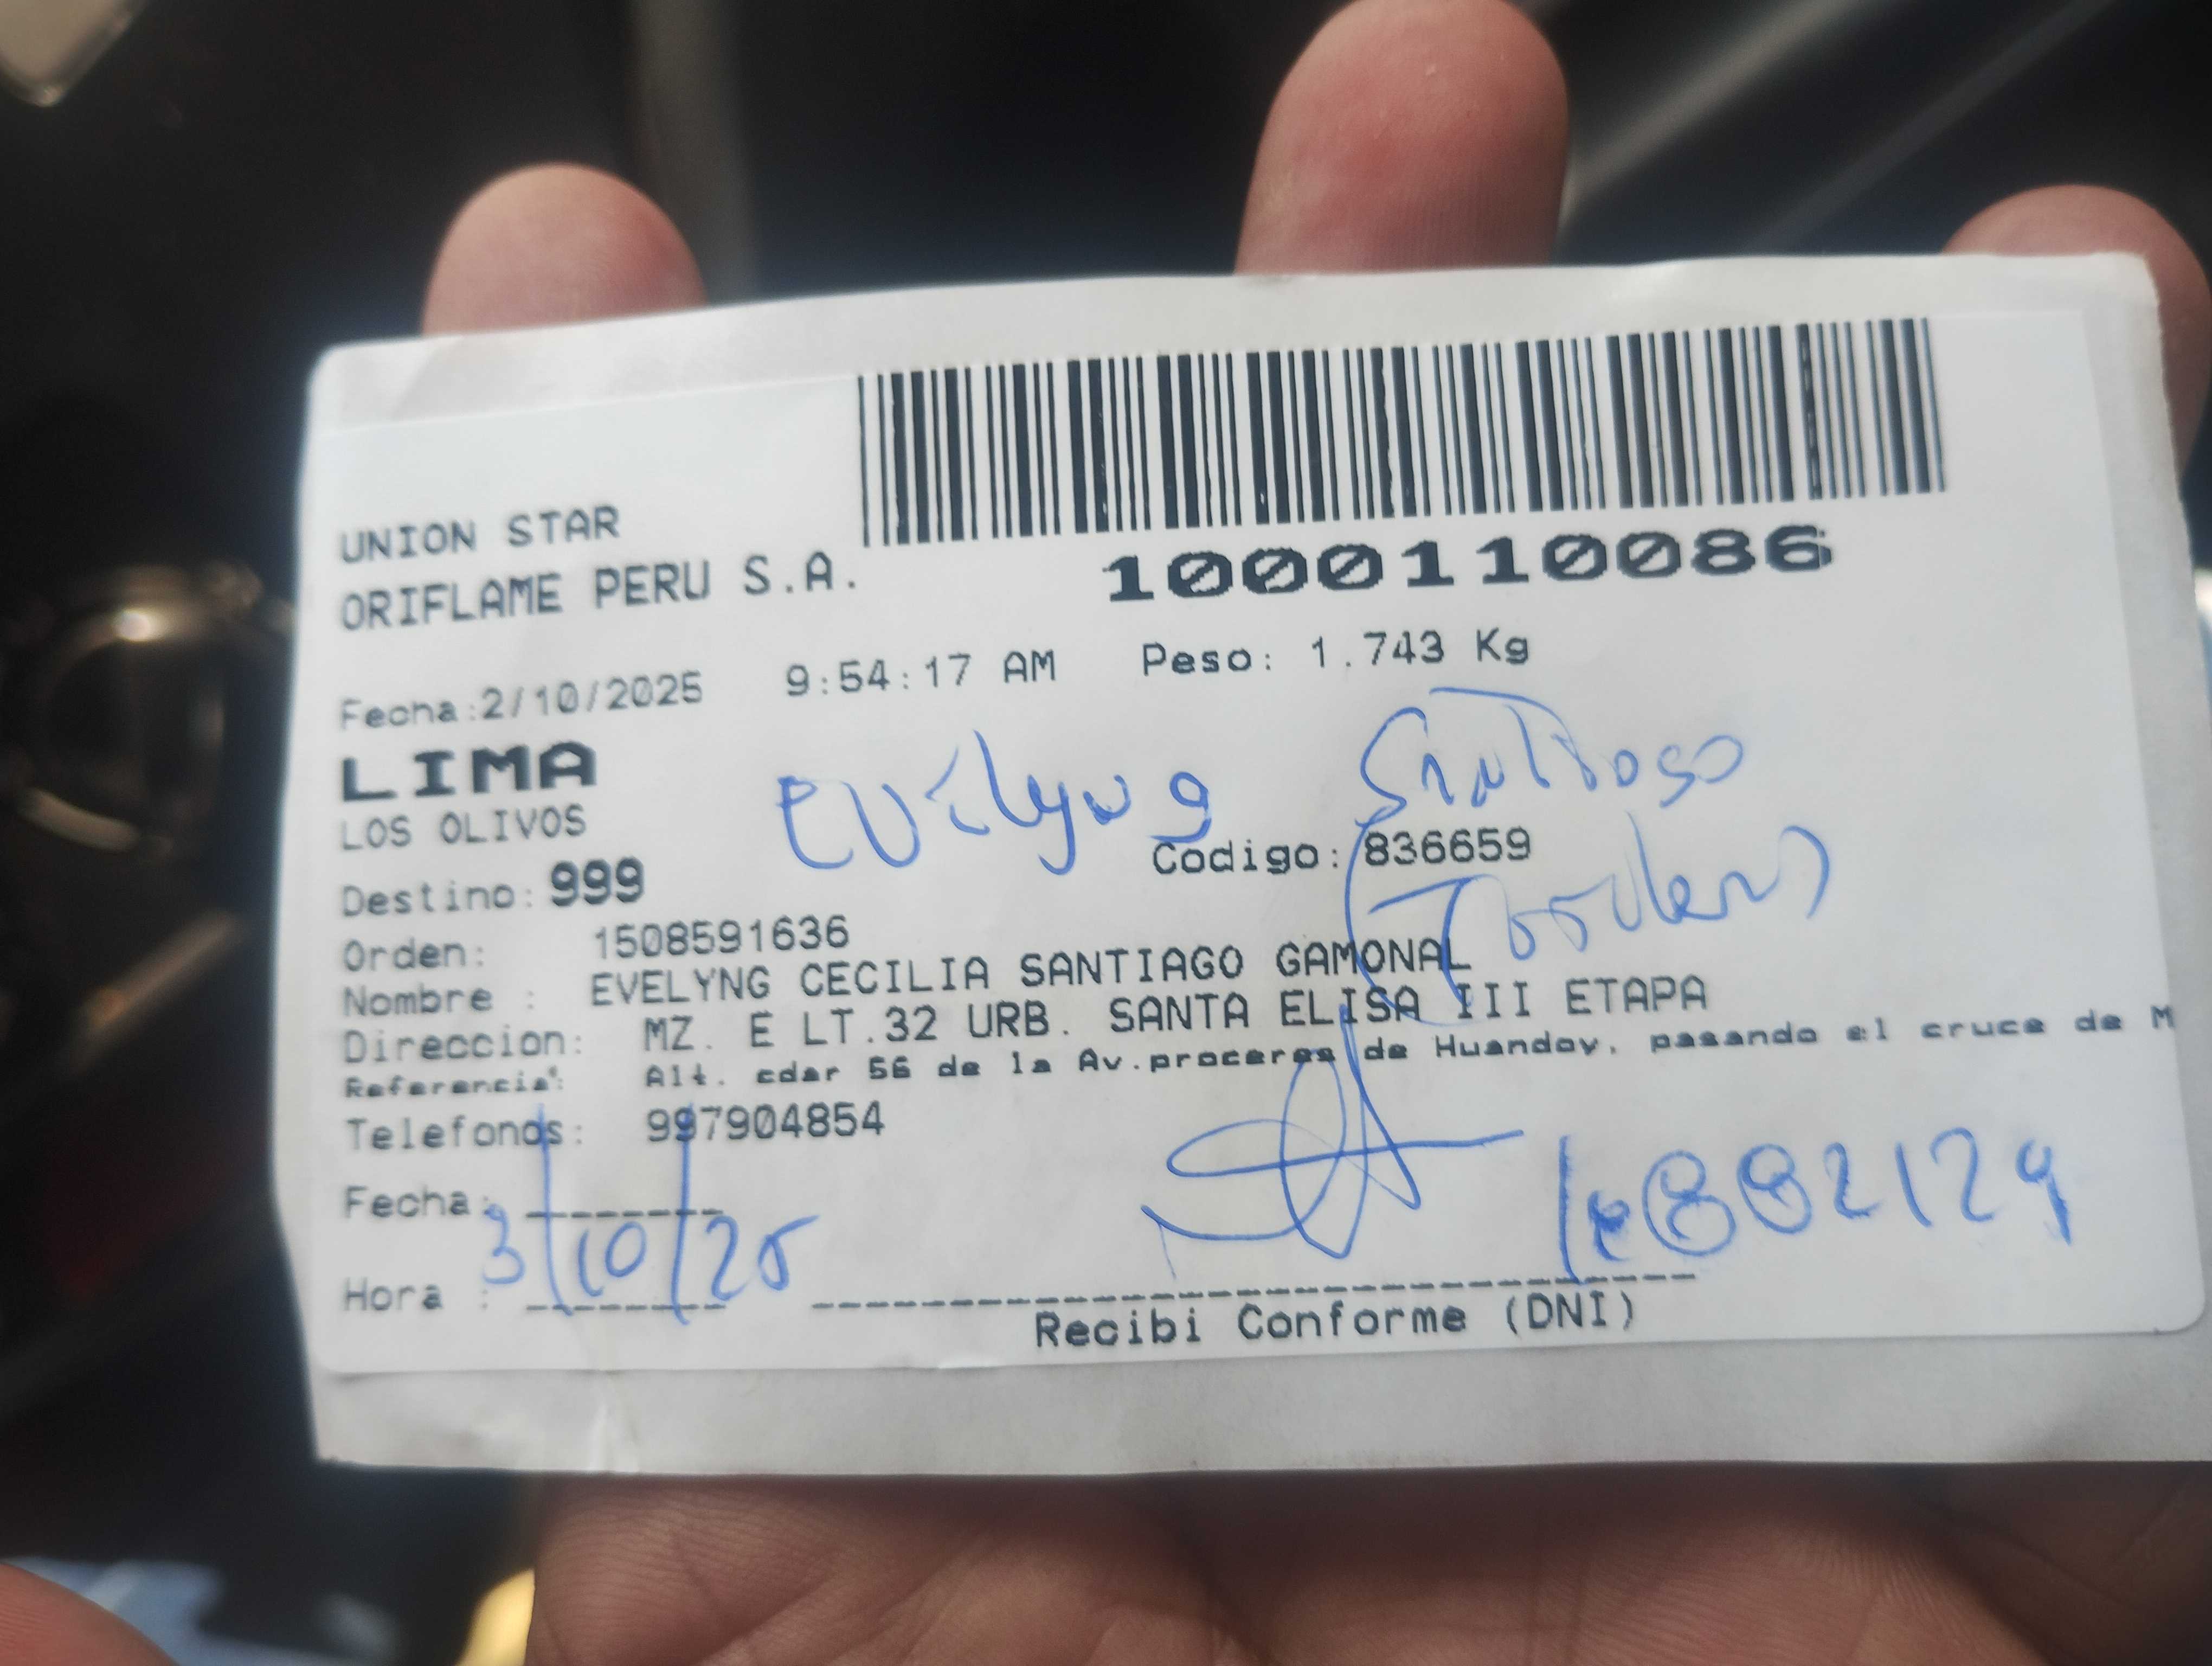 UNION STAR
ORIFLAME PERU S.A.
1000110086
Fecha:2/10/2025 9:54:17 AM Peso: 1.743 Kg
LIMA
LOS OLIVOS
Evelyng Santiago
Codigo: 836659
Destino: 999
Orden: 1508591636
Nombre : EVELYNG CECILIA SANTIAGO GAMONAL
Direccion: MZ. E LT.32 URB. SANTA ELISA III ETAPA
Referencia: Alt. cdar 56 de la Av.proceres de Huandoy, pasando el cruce de M
Telefonos: 997904854
Fecha: 3/10/25
Hora :
Recibi Conforme (DNI)